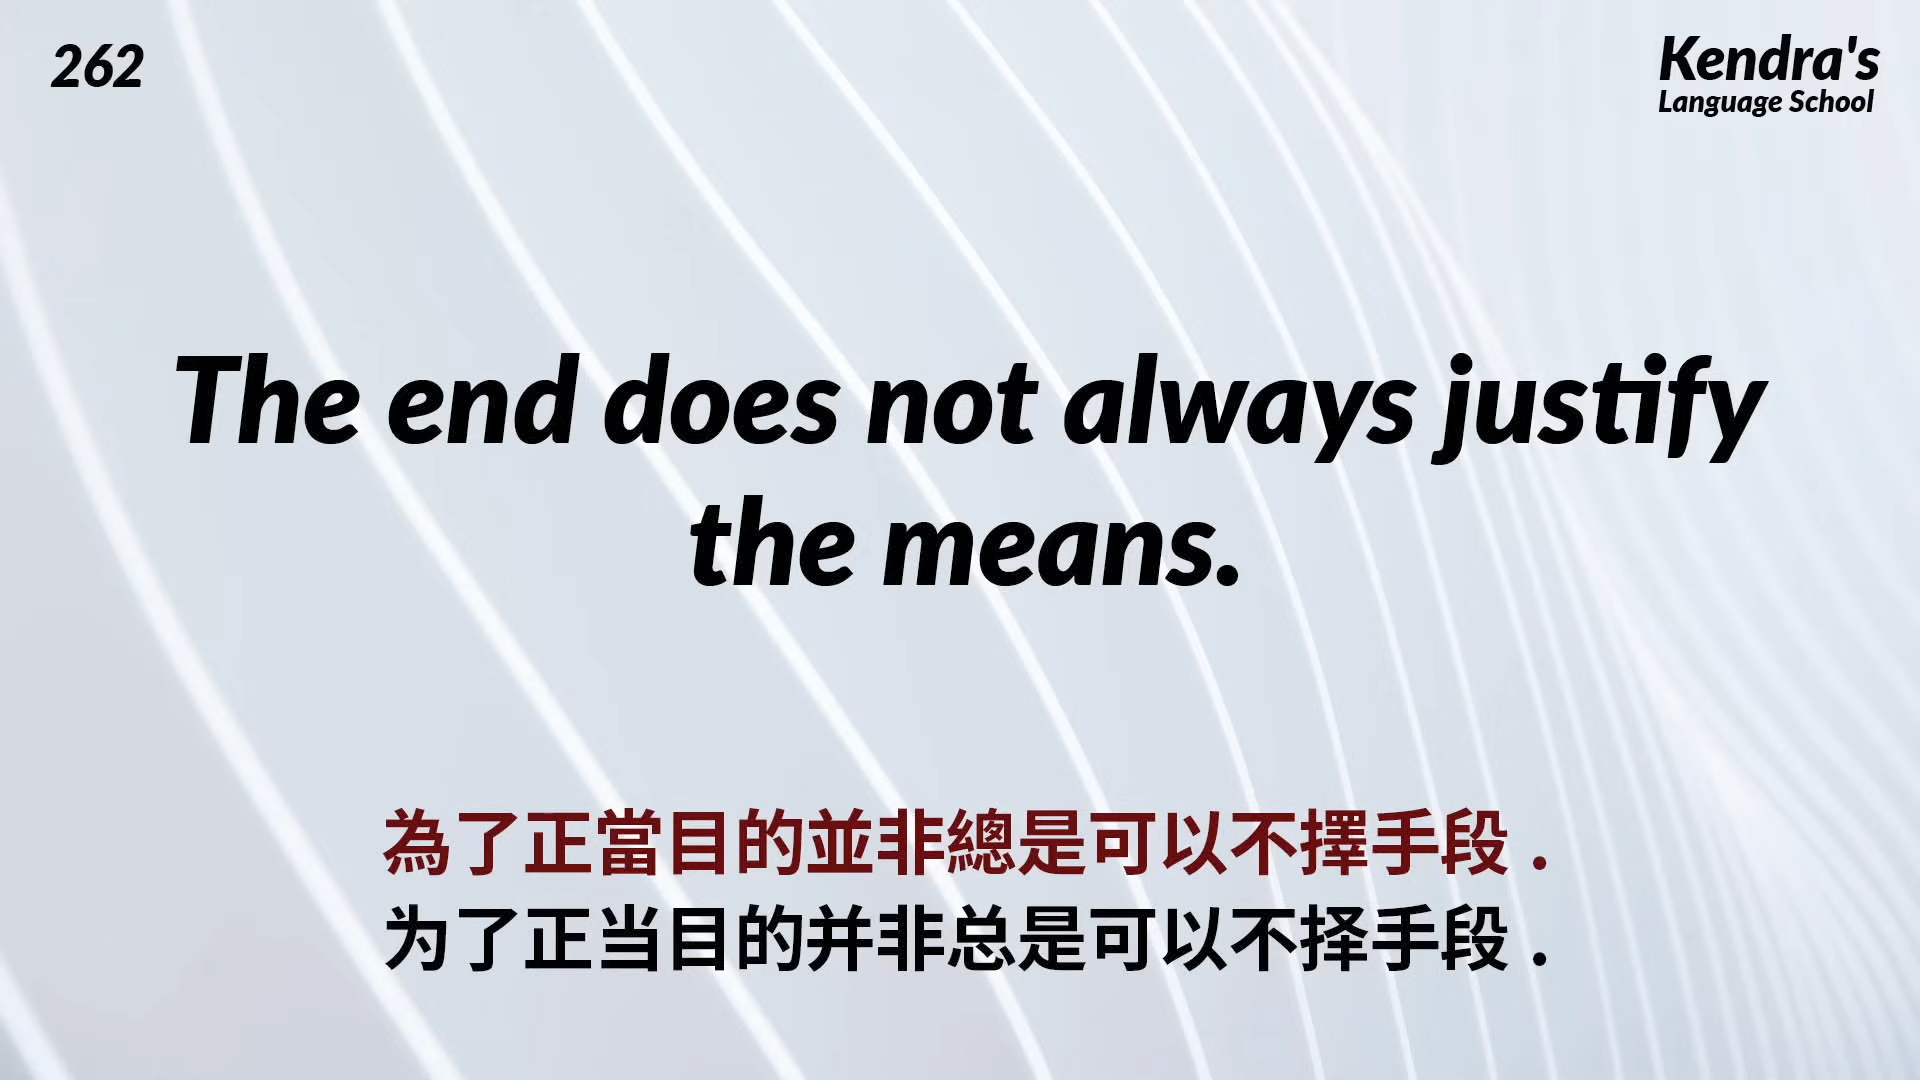 262
Kendra's
Language School
The end does not always justify
the means.
為了正當目的並非總是可以不擇手段 .
为了正当目的并非总是可以不择手段 .